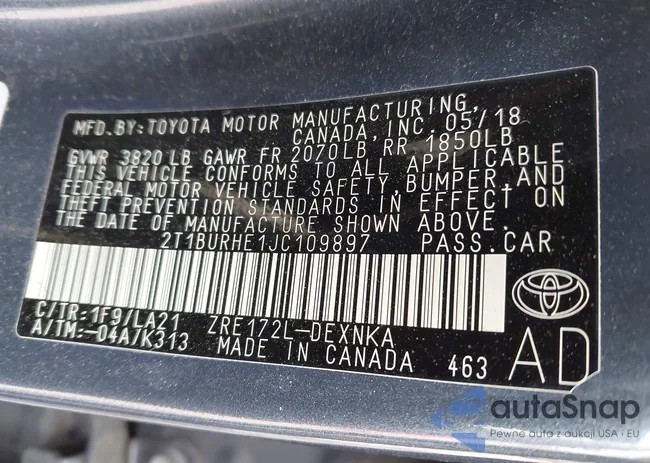 MFD.BY:TOYOTA MOTOR MANUFACTURING,
CANADA,INC.05/18
GVWR 3820 LB GAWR FR 2070LB RR 1850LB
THIS VEHICLE CONFORMS TO ALL APPLICABLE
FEDERAL MOTOR VEHICLE SAFETY,BUMPER,AND
THEFT PREVENTION STANDARDS IN EFFECT ON
THE DATE OF MANUFACTURE SHOWN ABOVE.
2T1BURHE1JC109897 PASS.CAR
C/TR:1F9/LA21 ZRE172L-DEXNKA
A/TM:-04A/K313 MADE IN CANADA 463 AD
autaSnap
Pewne auta z aukcji USA i EU